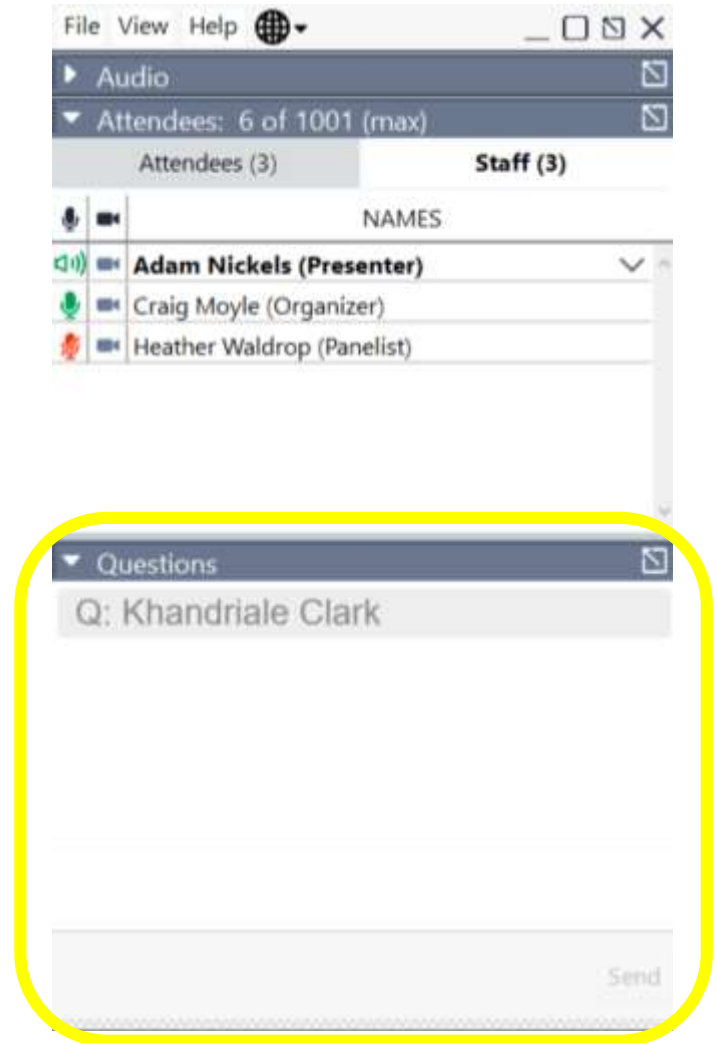 File View Help
Audio
Attendees: 6 of 1001 (max)
Attendees (3) Staff (3)
NAMES
Adam Nickels (Presenter)
Craig Moyle (Organizer)
Heather Waldrop (Panelist)
Questions
Q: Khandriale Clark
Send